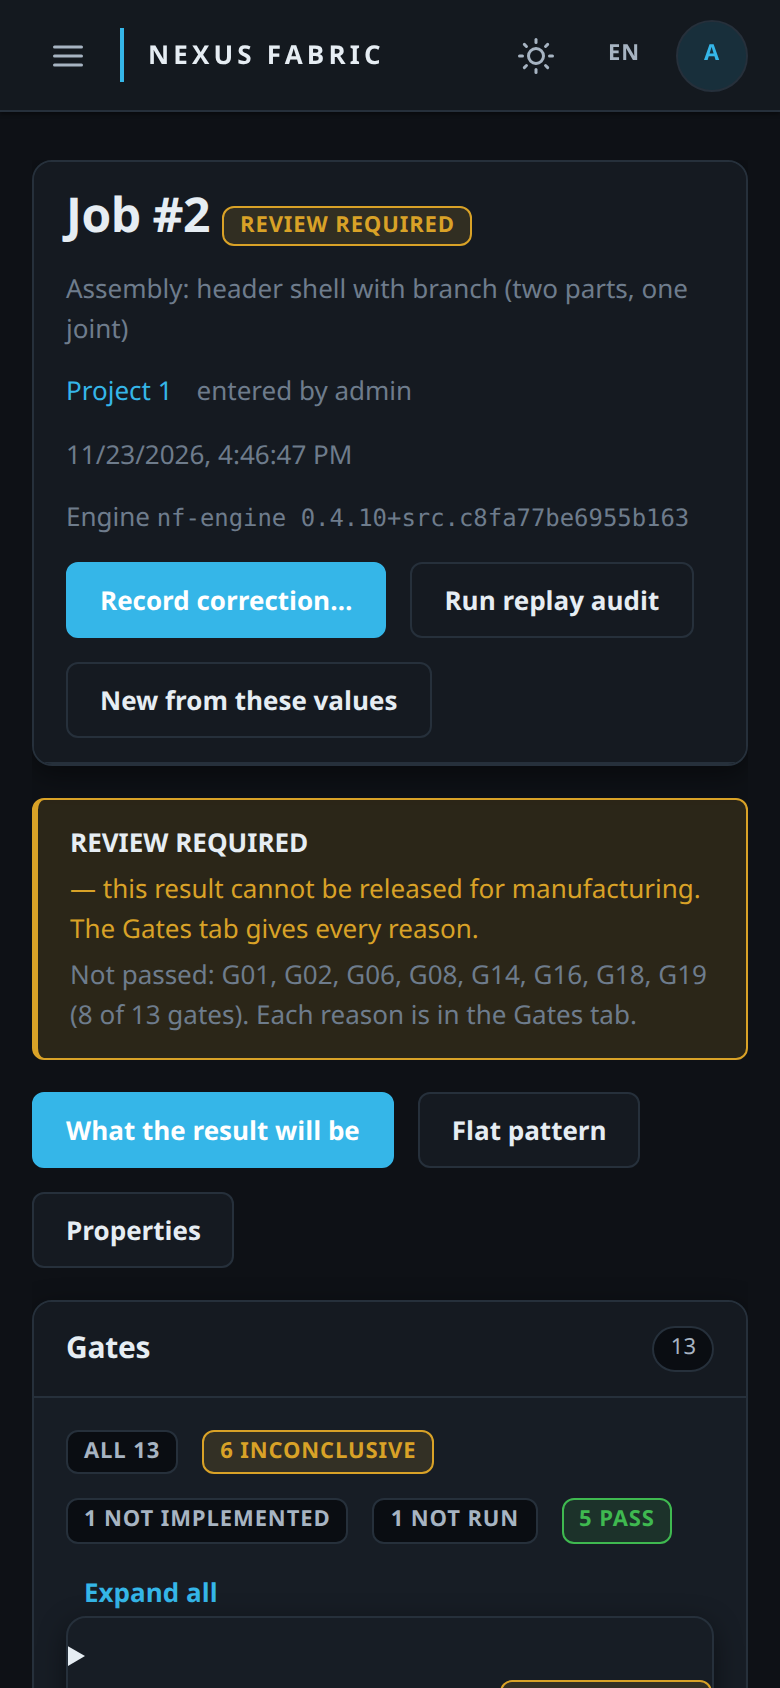 NEXUS FABRIC
EN
A
Job #2
REVIEW REQUIRED
Assembly: header shell with branch (two parts, one
joint)
Project 1
entered by admin
11/23/2026, 4:46:47 PM
Engine nf-engine 0.4.10+src.c8fa77be6955b163
Record correction...
Run replay audit
New from these values
REVIEW REQUIRED
— this result cannot be released for manufacturing.
The Gates tab gives every reason.
Not passed: G01, G02, G06, G08, G14, G16, G18, G19
(8 of 13 gates). Each reason is in the Gates tab.
What the result will be
Flat pattern
Properties
Gates
13
ALL 13
6 INCONCLUSIVE
1 NOT IMPLEMENTED
1 NOT RUN
5 PASS
Expand all